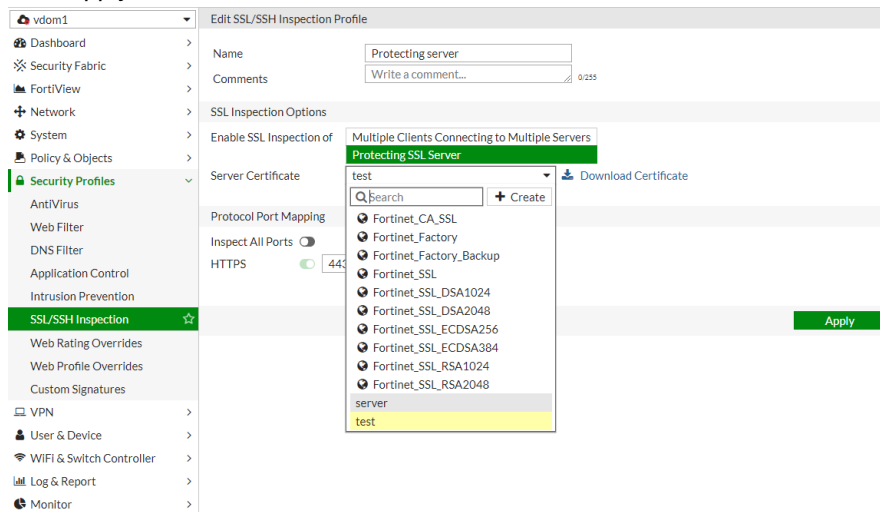 vdom1
Edit SSL/SSH Inspection Profile
Dashboard
Security Fabric
FortiView
Network
System
Policy & Objects
Security Profiles
AntiVirus
Web Filter
DNS Filter
Application Control
Intrusion Prevention
SSL/SSH Inspection
Web Rating Overrides
Web Profile Overrides
Custom Signatures
VPN
User & Device
WiFi & Switch Controller
Log & Report
Monitor
Name Protecting server
Comments Write a comment... 0/255
SSL Inspection Options
Enable SSL Inspection of Multiple Clients Connecting to Multiple Servers
Protecting SSL Server
Server Certificate test Download Certificate
Search + Create
Protocol Port Mapping
Inspect All Ports
HTTPS 443
Fortinet_CA_SSL
Fortinet_Factory
Fortinet_Factory_Backup
Fortinet_SSL
Fortinet_SSL_DSA1024
Fortinet_SSL_DSA2048
Fortinet_SSL_ECDSA256
Fortinet_SSL_ECDSA384
Fortinet_SSL_RSA1024
Fortinet_SSL_RSA2048
server
test
Apply